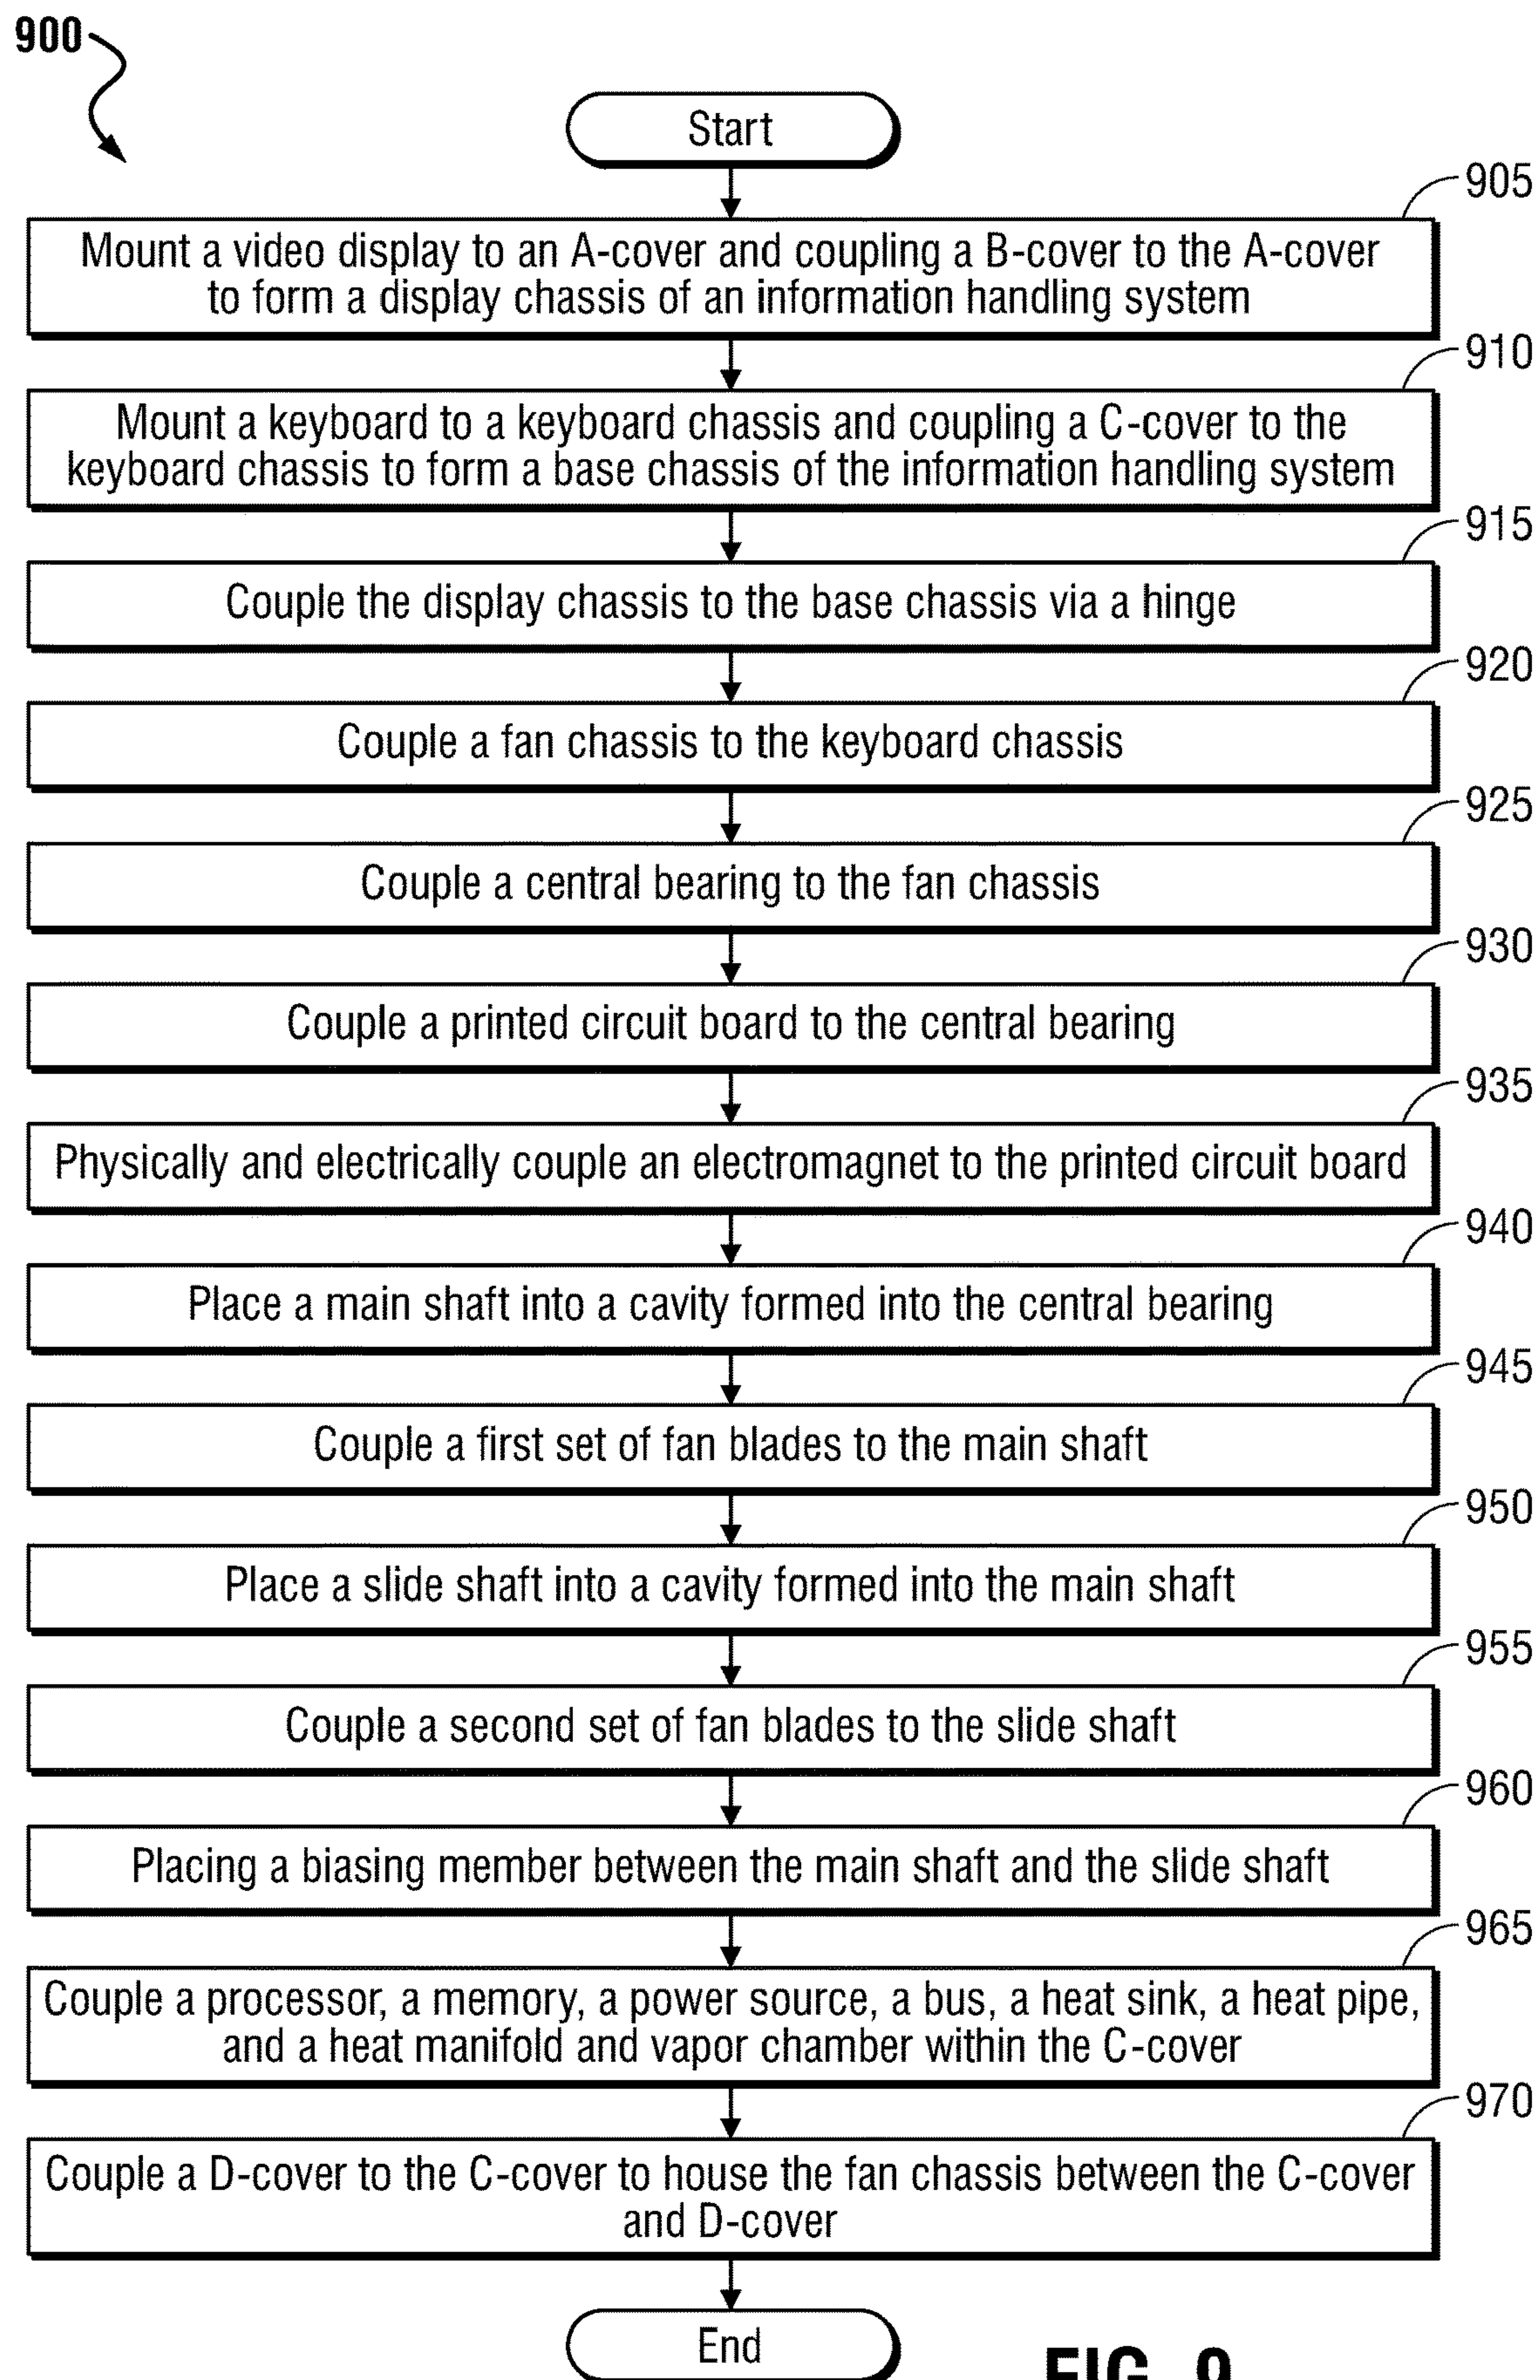 900
Start
905
Mount a video display to an A-cover and coupling a B-cover to the A-cover
to form a display chassis of an information handling system
910
Mount a keyboard to a keyboard chassis and coupling a C-cover to the
keyboard chassis to form a base chassis of the information handling system
915
Couple the display chassis to the base chassis via a hinge
920
Couple a fan chassis to the keyboard chassis
925
Couple a central bearing to the fan chassis
930
Couple a printed circuit board to the central bearing
935
Physically and electrically couple an electromagnet to the printed circuit board
940
Place a main shaft into a cavity formed into the central bearing
945
Couple a first set of fan blades to the main shaft
950
Place a slide shaft into a cavity formed into the main shaft
955
Couple a second set of fan blades to the slide shaft
960
Placing a biasing member between the main shaft and the slide shaft
965
Couple a processor, a memory, a power source, a bus, a heat sink, a heat pipe,
and a heat manifold and vapor chamber within the C-cover
970
Couple a D-cover to the C-cover to house the fan chassis between the C-cover
and D-cover
End
FIG. 9